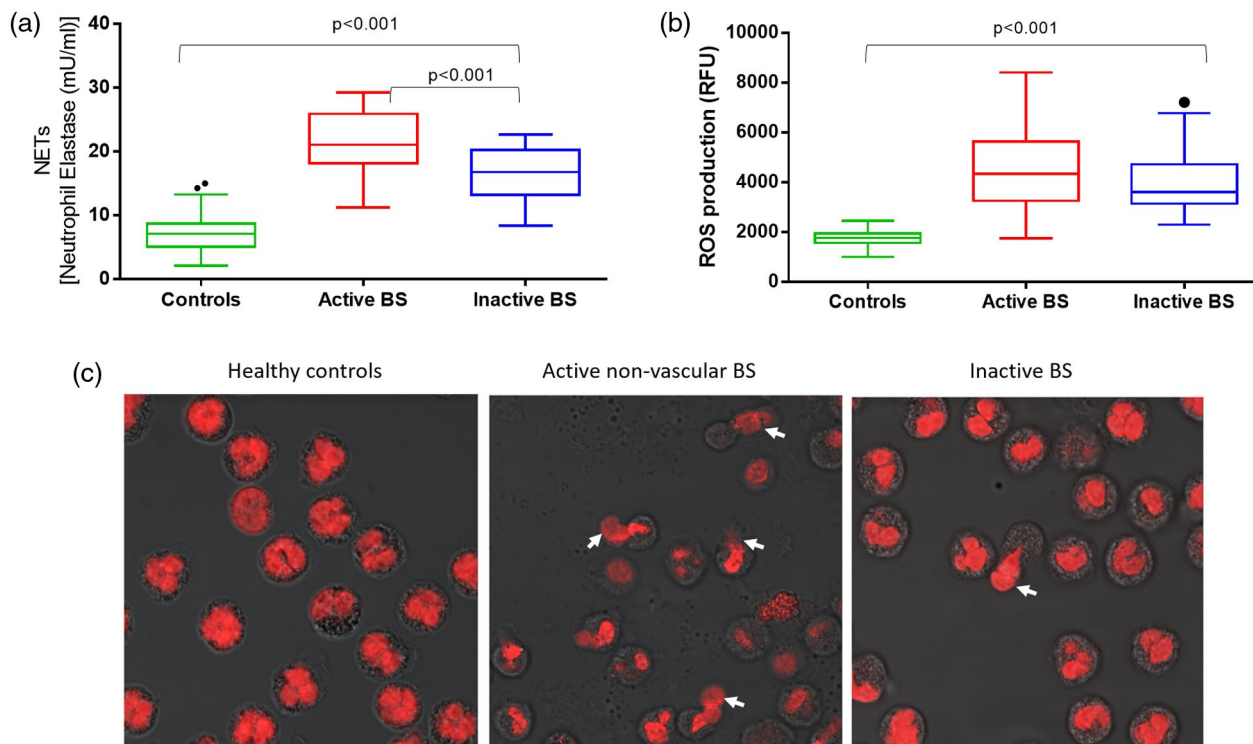 (a)
NETs
[Neutrophil Elastase (mU/ml)]
40
30
20
10
0
p<0.001
p<0.001
Controls
Active BS
Inactive BS
(b)
ROS production (RFU)
10000
8000
6000
4000
2000
0
p<0.001
Controls
Active BS
Inactive BS
(c)
Healthy controls
Active non-vascular BS
Inactive BS